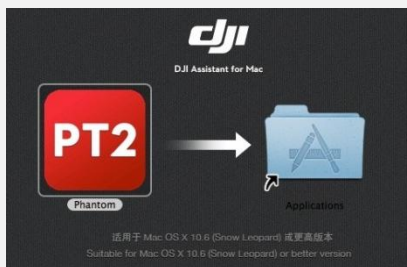 dji
DJI Assistant for Mac
PT2
Phantom
Applications
适用于 Mac OS X 10.6 (Snow Leopard) 或更高版本
Suitable for Mac OS X 10.6 (Snow Leopard) or better version